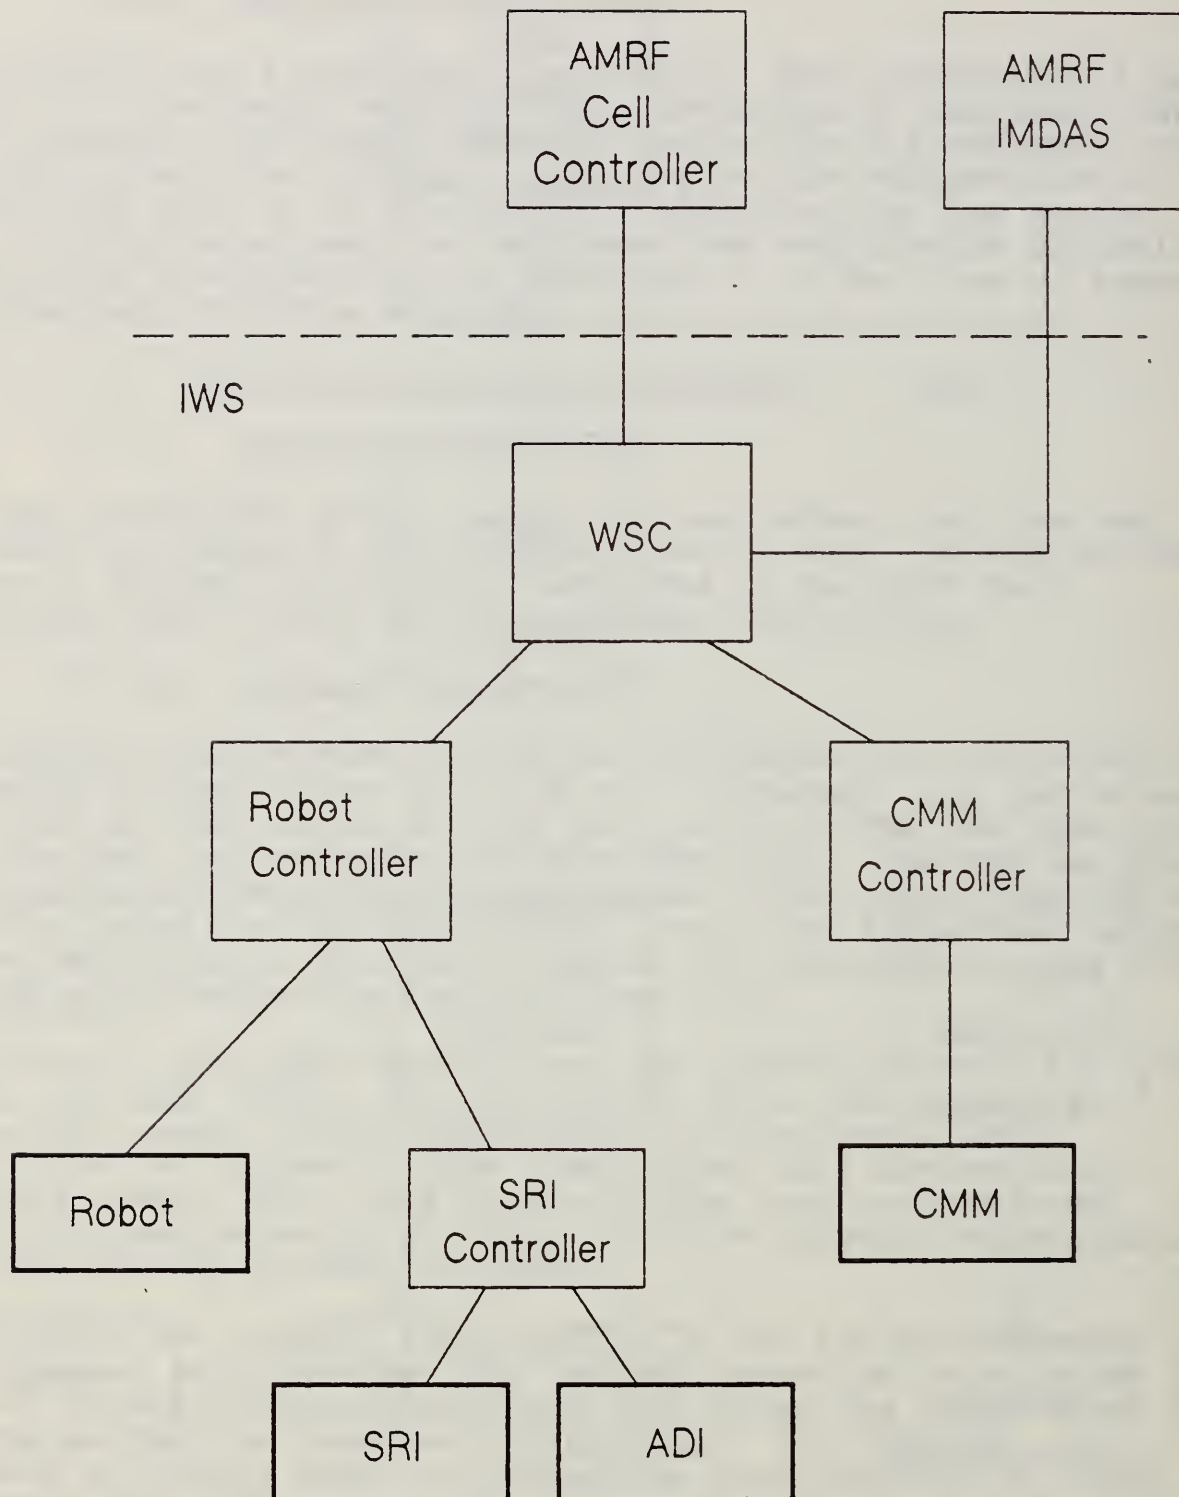 AMRF
Cell
Controller
AMRF
IMDAS
IWS
WSC
Robot
Controller
CMM
Controller
Robot
SRI
Controller
CMM
SRI
ADI